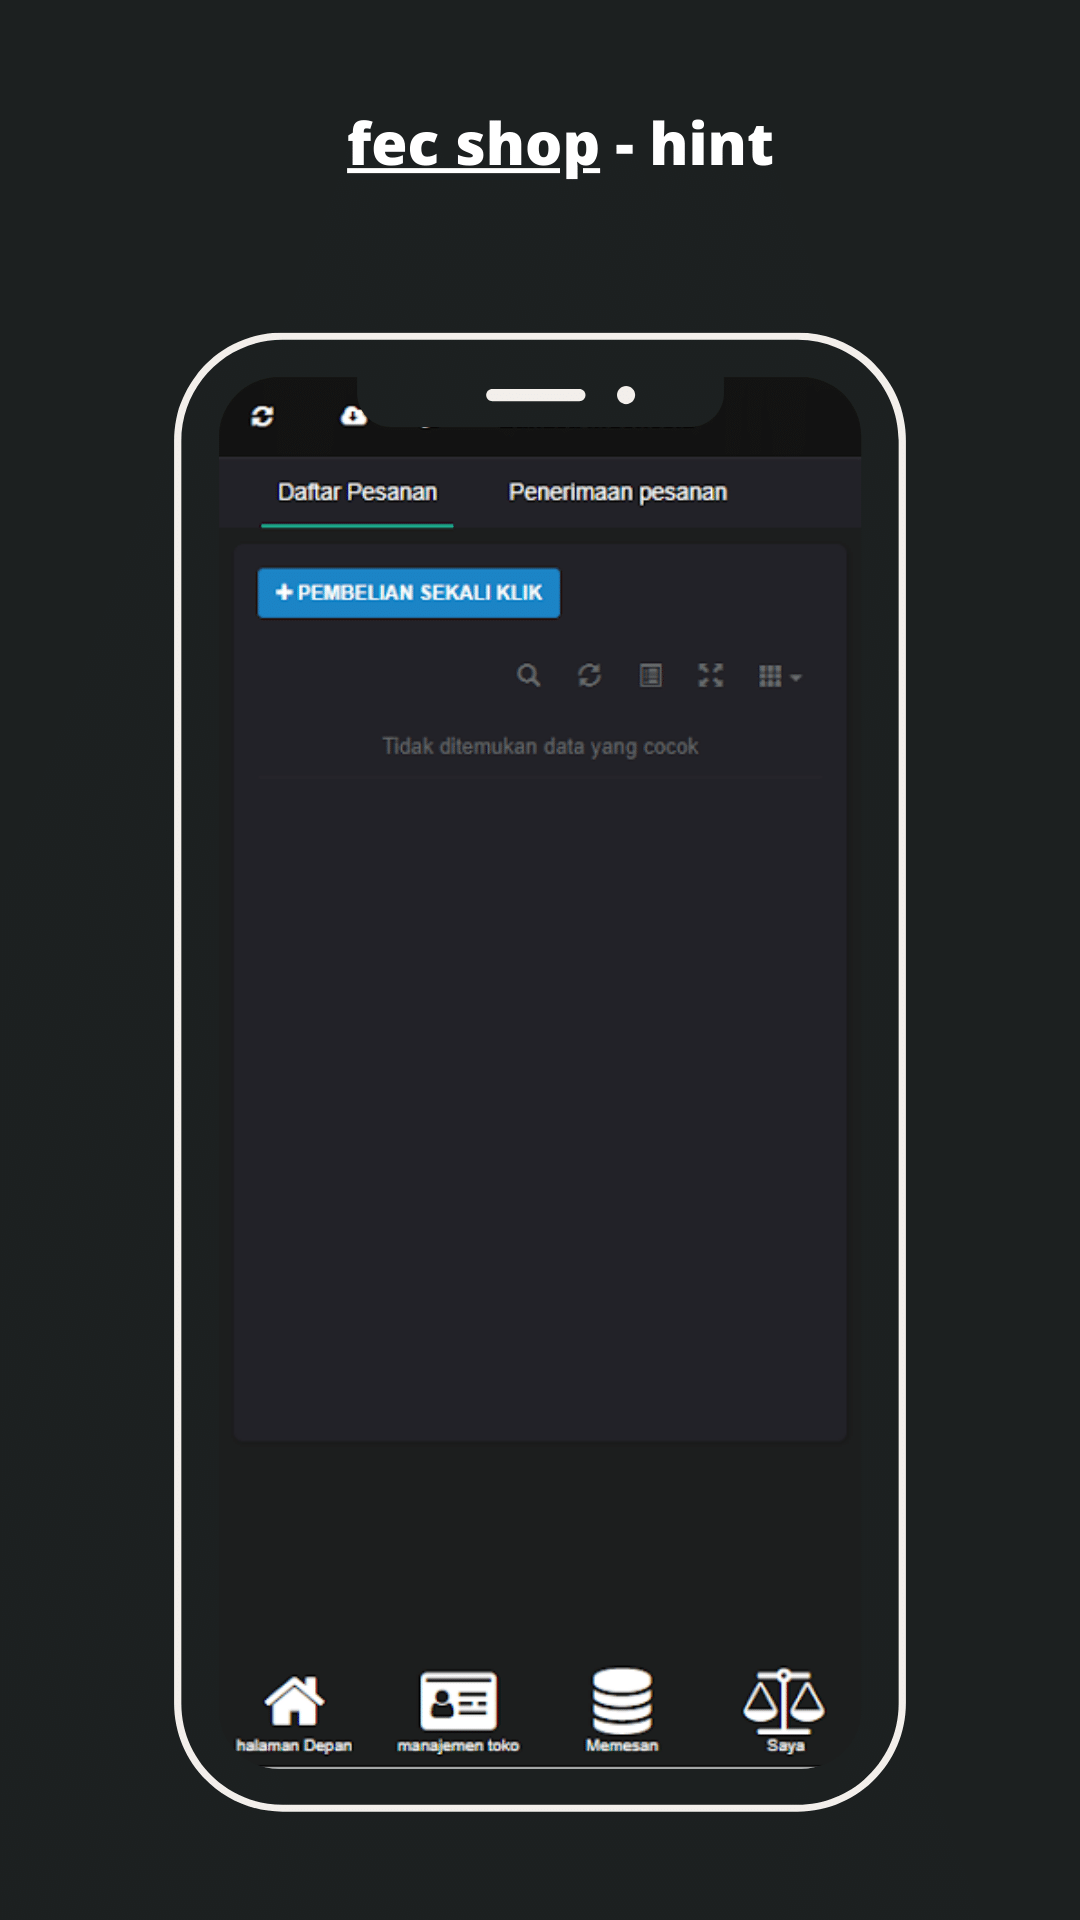 fec shop - hint
Daftar Pesanan
Penerimaan pesanan
PEMBELIAN SEKALI KLIK
Tidak ditemukan data yang cocok
halaman Depan
manajemen toko
Memesan
Saya